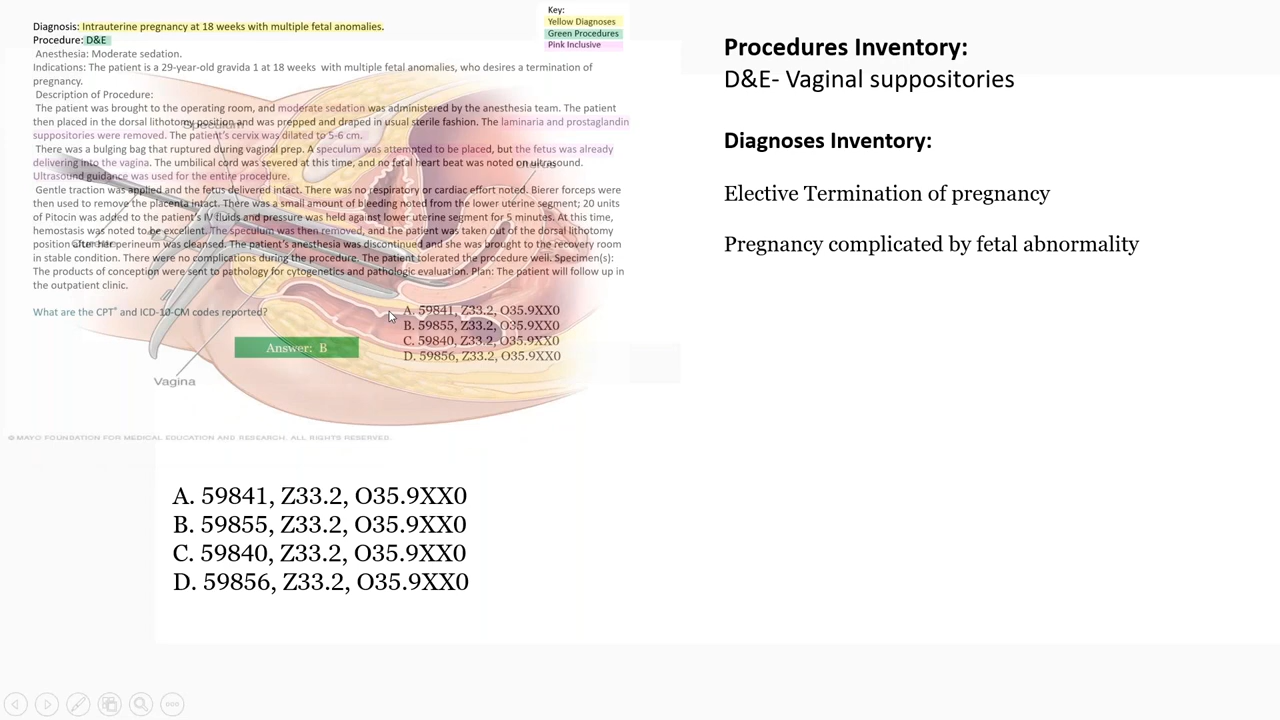 Diagnosis: Intrauterine pregnancy at 18 weeks with multiple fetal anomalies.
Procedure: D&E
Anesthesia: Moderate sedation.
Indications: The patient is a 29-year-old gravida 1 at 18 weeks with multiple fetal anomalies, who desires a termination of
pregnancy.
Description of Procedure:
The patient was brought to the operating room, and moderate sedation was administered by the anesthesia team. The patient
then placed in the dorsal lithotomy position and was prepped and draped in usual sterile fashion. The laminaria and prostaglandin
suppositories were removed. The patient's cervix was dilated to 5-6 cm.
There was a bulging bag that ruptured during vaginal prep. A speculum was attempted to be placed, but the fetus was already
delivering into the vagina. The umbilical cord was severed at this time, and no fetal heart beat was noted on ultrasound.
Ultrasound guidance was used for the entire procedure.
Gentle traction was applied and the fetus delivered intact. There was no respiratory or cardiac effort noted. Bierer forceps were
then used to remove the placenta intact. There was a small amount of bleeding noted from the lower uterine segment; 20 units
of Pitocin was added to the patient's IV fluids and pressure was held against lower uterine segment for 5 minutes. At this time,
hemostasis was noted to be excellent. The speculum was then removed, and the patient was taken out of the dorsal lithotomy
position after her perineum was cleansed. The patient's anesthesia was discontinued and she was brought to the recovery room
in stable condition. There were no complications during the procedure. The patient tolerated the procedure well. Specimen(s):
The products of conception were sent to pathology for cytogenetics and pathologic evaluation. Plan: The patient will follow up in
the outpatient clinic.
What are the CPT® and ICD-10-CM codes reported?
A. 59841, Z33.2, O35.9XX0
B. 59855, Z33.2, O35.9XX0
C. 59840, Z33.2, O35.9XX0
D. 59856, Z33.2, O35.9XX0
Answer: B
Key:
Yellow Diagnoses
Green Procedures
Pink Inclusive
Speculum
Uterus
Vagina
© MAYO FOUNDATION FOR MEDICAL EDUCATION AND RESEARCH. ALL RIGHTS RESERVED.
A. 59841, Z33.2, O35.9XX0
B. 59855, Z33.2, O35.9XX0
C. 59840, Z33.2, O35.9XX0
D. 59856, Z33.2, O35.9XX0
Procedures Inventory:
D&E- Vaginal suppositories
Diagnoses Inventory:
Elective Termination of pregnancy
Pregnancy complicated by fetal abnormality